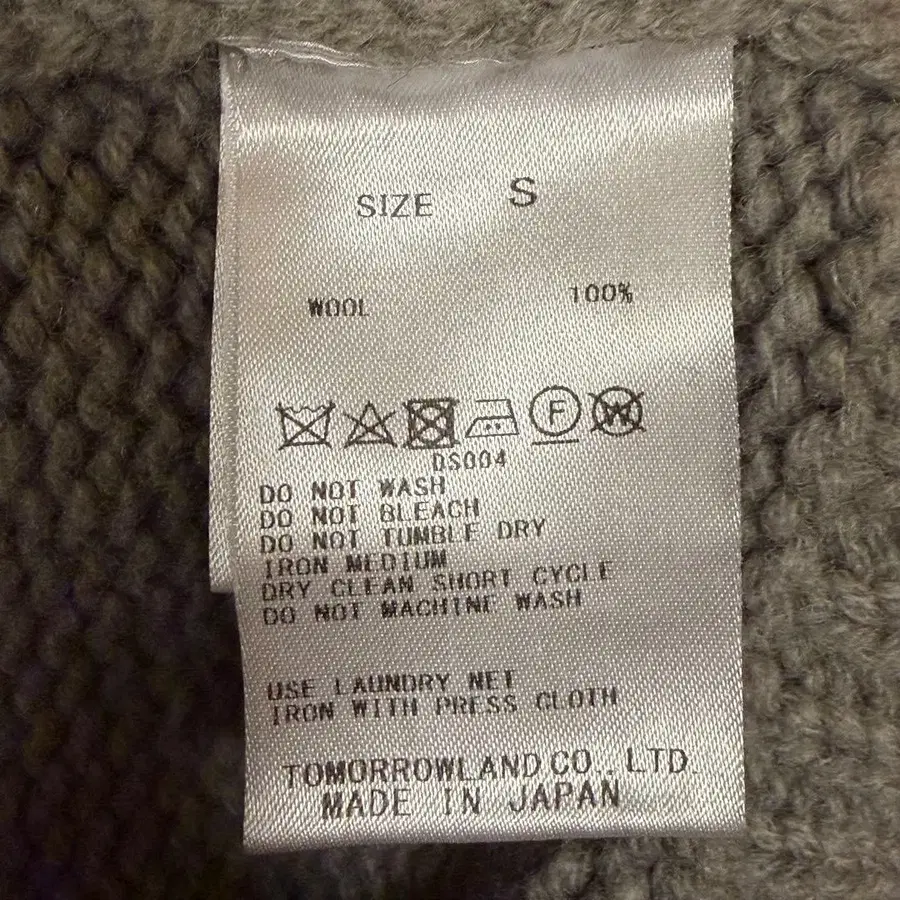 SIZE S
WOOL 100%
F W
DS004
DO NOT WASH
DO NOT BLEACH
DO NOT TUMBLE DRY
IRON MEDIUM
DRY CLEAN SHORT CYCLE
DO NOT MACHINE WASH
USE LAUNDRY NET
IRON WITH PRESS CLOTH
TOMORROWLAND CO., LTD.
MADE IN JAPAN